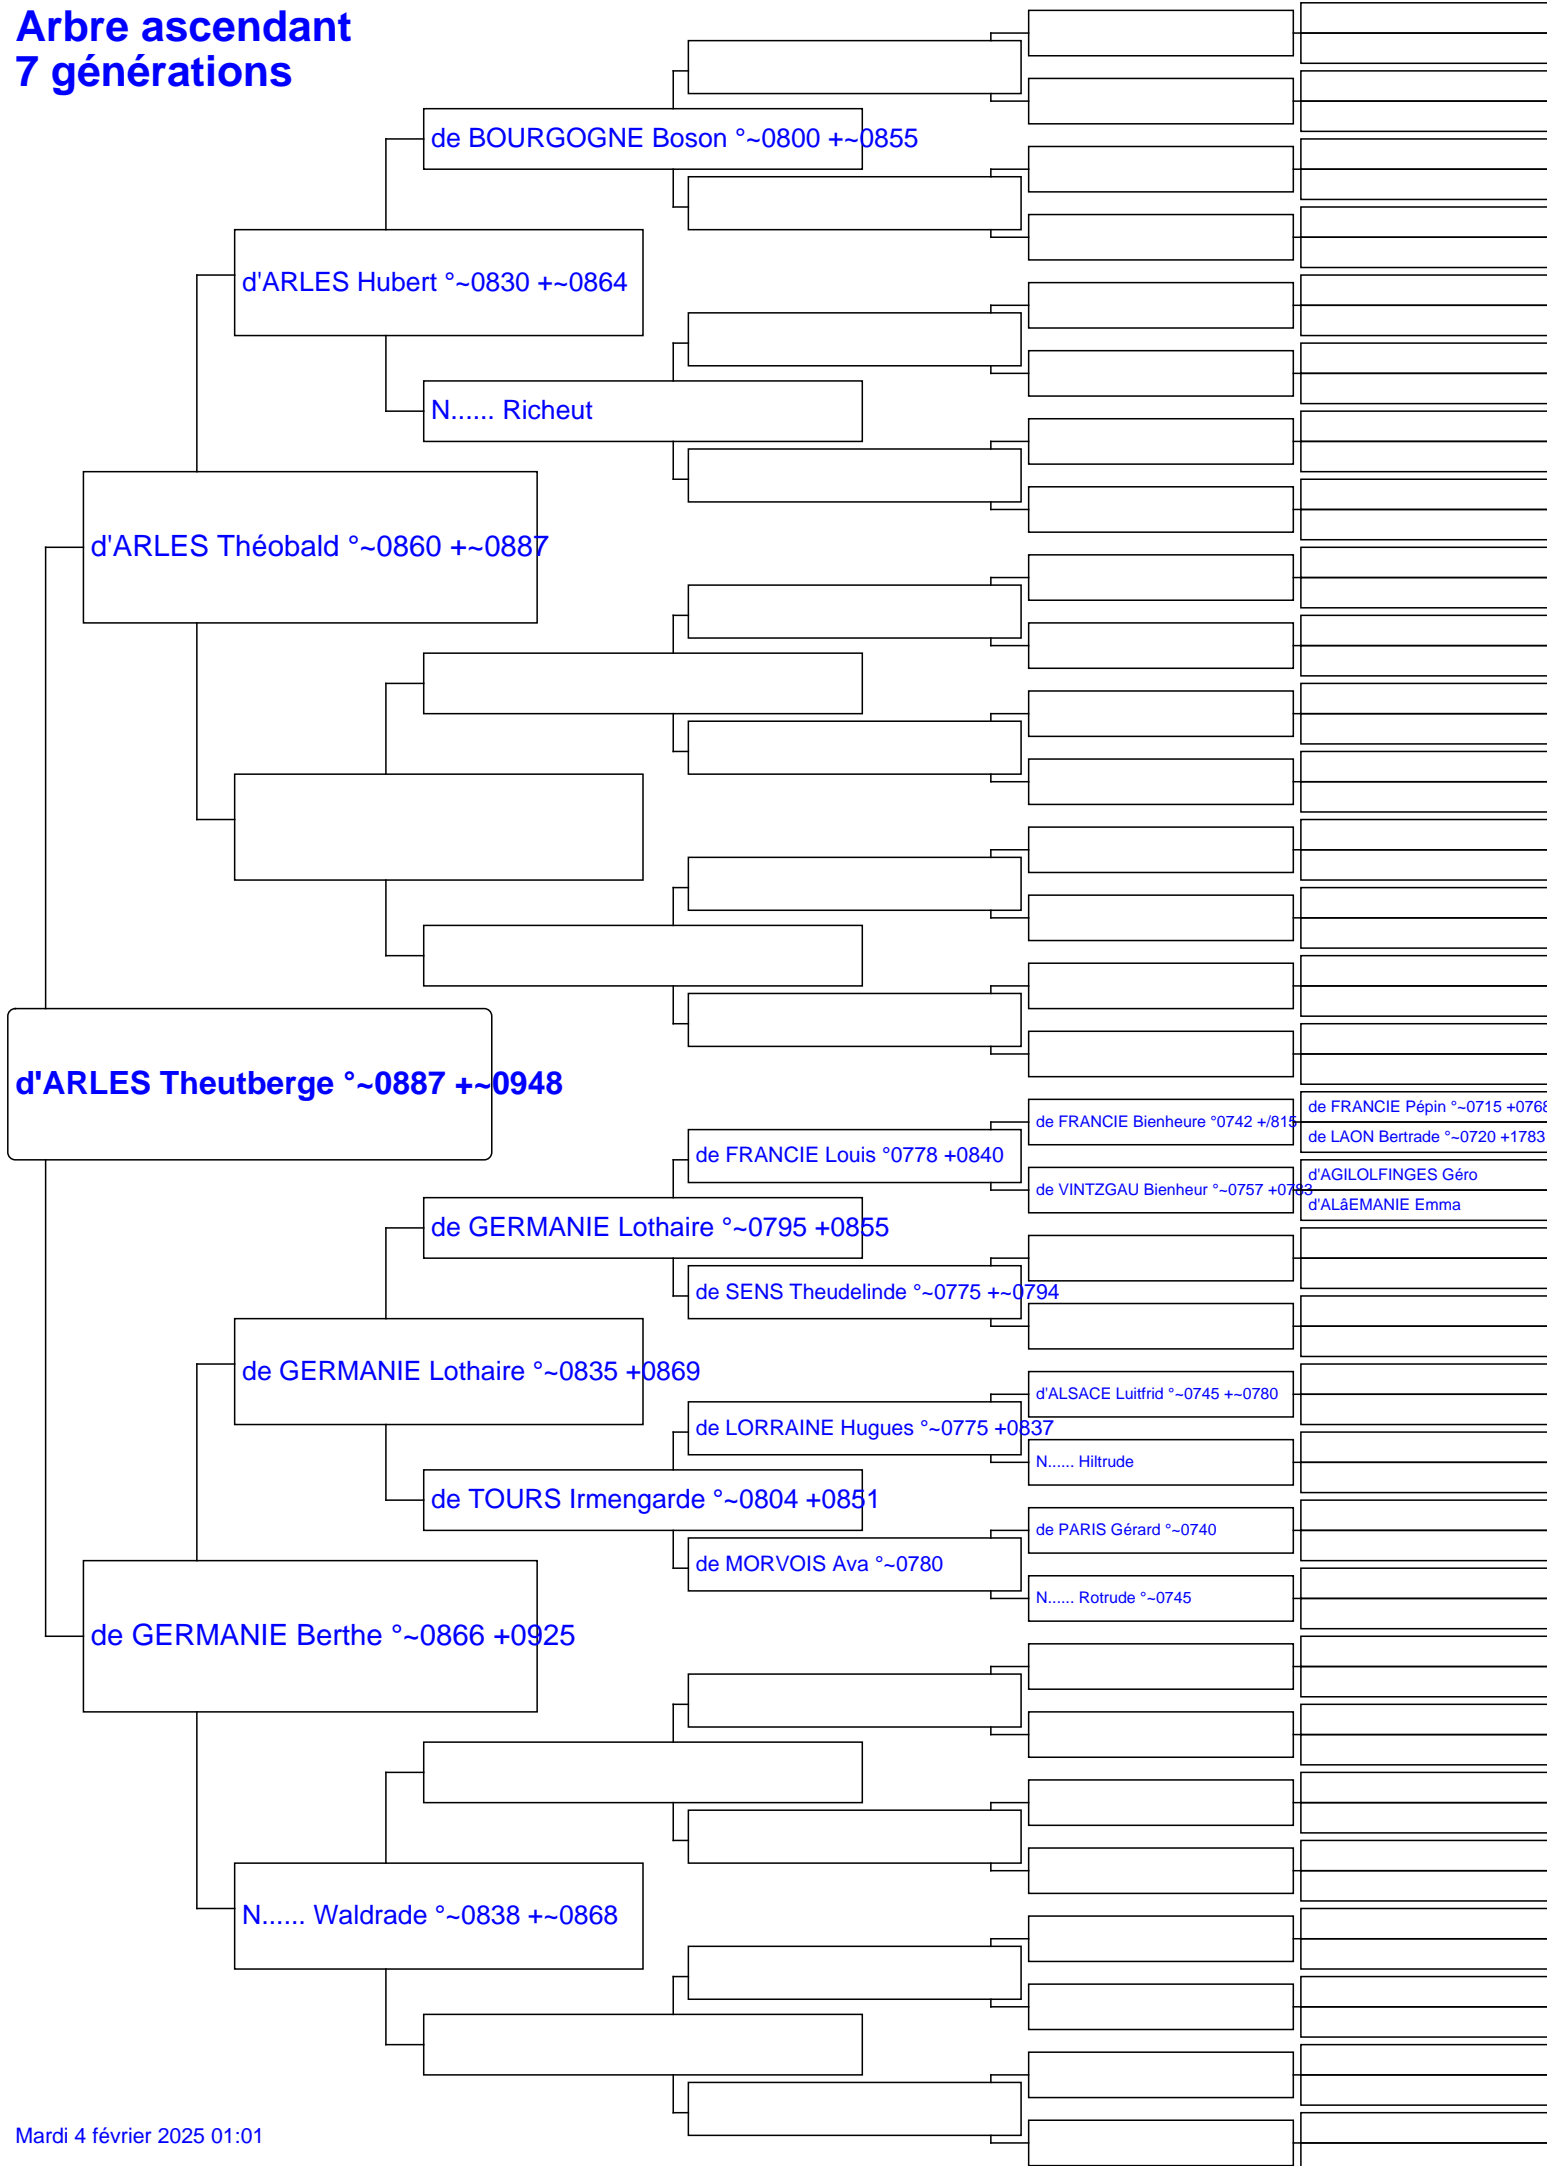 Arbre ascendant
7 générations
de BOURGOGNE Boson °~0800 +~0855
d'ARLES Hubert °~0830 +~0864
N...... Richeut
d'ARLES Théobald °~0860 +~0887
d'ARLES Theutberge °~0887 +~0948
de FRANCIE Pépin °~0715 +0768
de FRANCIE Bienheure °0742 +/815
de LAON Bertrade °~0720 +1783
de FRANCIE Louis °0778 +0840
d'AGILOLFINGES Géro
de VINTZGAU Bienheur °~0757 +0783
d'ALâEMANIE Emma
de GERMANIE Lothaire °~0795 +0855
de SENS Theudelinde °~0775 +~0794
de GERMANIE Lothaire °~0835 +0869
d'ALSACE Luitfrid °~0745 +~0780
de LORRAINE Hugues °~0775 +0837
N...... Hiltrude
de TOURS Irmengarde °~0804 +0851
de PARIS Gérard °~0740
de MORVOIS Ava °~0780
N...... Rotrude °~0745
de GERMANIE Berthe °~0866 +0925
N...... Waldrade °~0838 +~0868
Mardi 4 février 2025 01:01